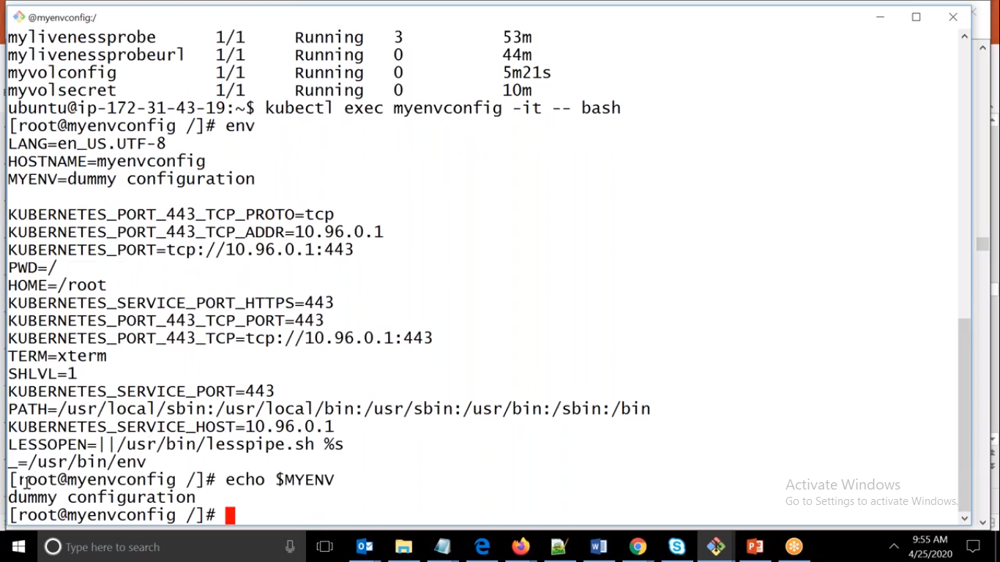 @myenvconfig:/
mylivenessprobe 1/1 Running 3 53m
mylivenessprobeurl 1/1 Running 0 44m
myvolconfig 1/1 Running 0 5m21s
myvolsecret 1/1 Running 0 10m
ubuntu@ip-172-31-43-19:~$ kubectl exec myenvconfig -it -- bash
[root@myenvconfig /]# env
LANG=en_US.UTF-8
HOSTNAME=myenvconfig
MYENV=dummy configuration
KUBERNETES_PORT_443_TCP_PROTO=tcp
KUBERNETES_PORT_443_TCP_ADDR=10.96.0.1
KUBERNETES_PORT=tcp://10.96.0.1:443
PWD=/
HOME=/root
KUBERNETES_SERVICE_PORT_HTTPS=443
KUBERNETES_PORT_443_TCP_PORT=443
KUBERNETES_PORT_443_TCP=tcp://10.96.0.1:443
TERM=xterm
SHLVL=1
KUBERNETES_SERVICE_PORT=443
PATH=/usr/local/sbin:/usr/local/bin:/usr/sbin:/usr/bin:/sbin:/bin
KUBERNETES_SERVICE_HOST=10.96.0.1
LESSOPEN=||/usr/bin/lesspipe.sh %s
_=/usr/bin/env
[root@myenvconfig /]# echo $MYENV
dummy configuration
[root@myenvconfig /]#
Activate Windows
Go to Settings to activate Windows.
Type here to search
9:55 AM
4/25/2020